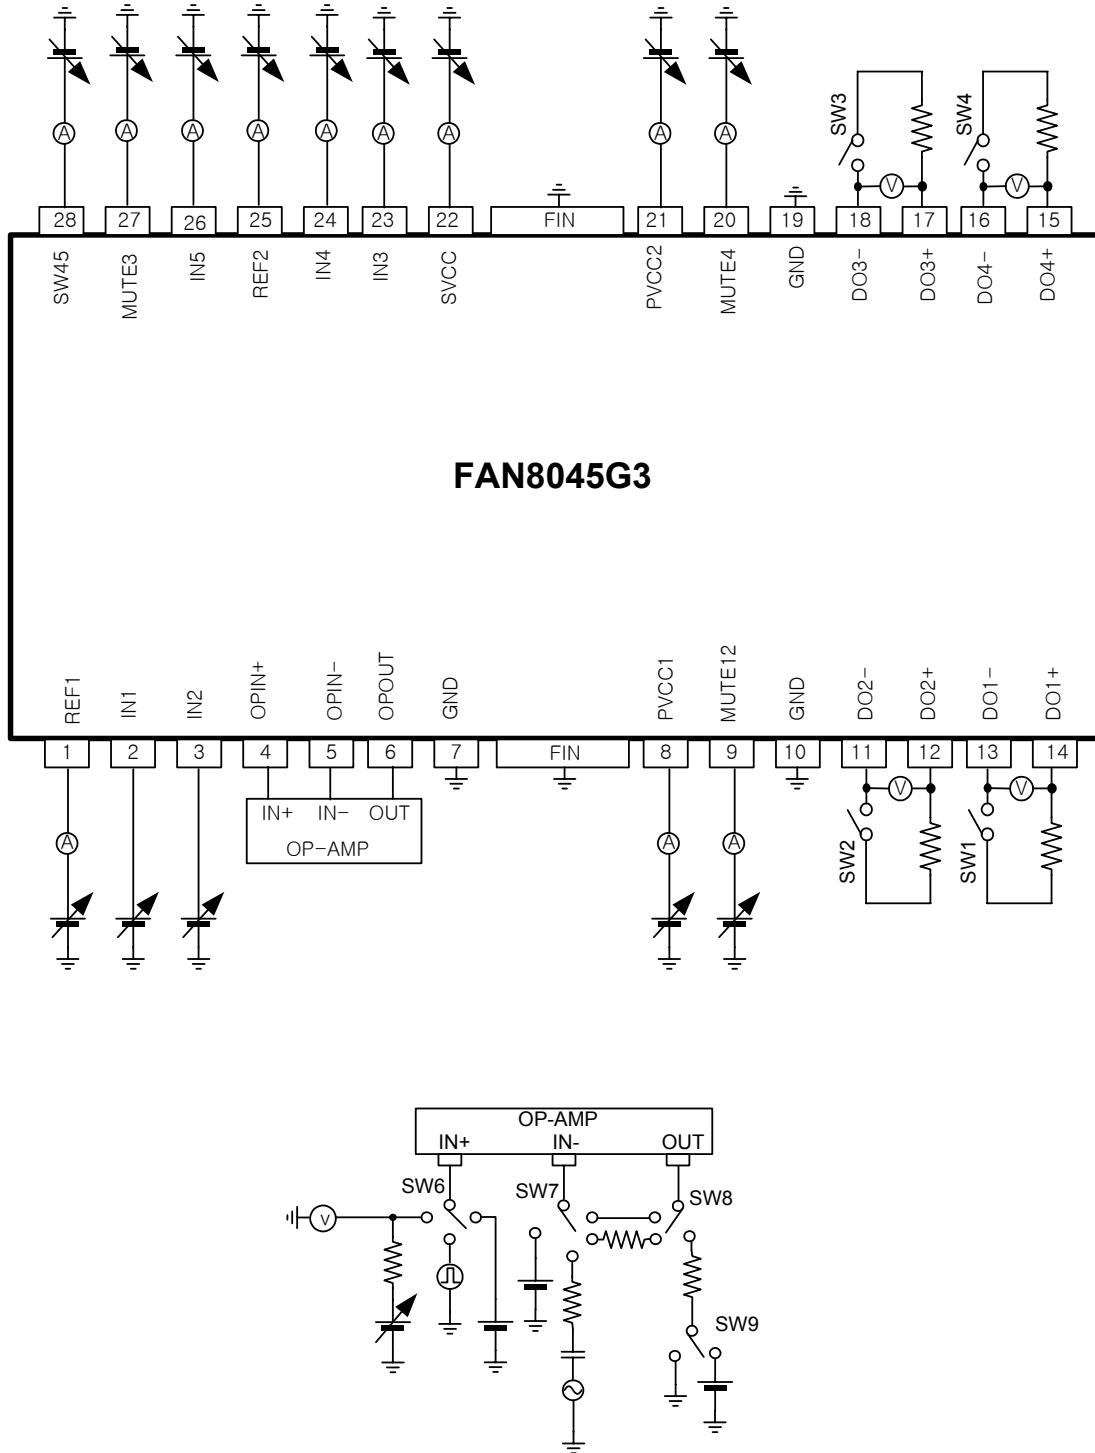 A A A A A A A A A
SW3 SW4
V V
28 27 26 25 24 23 22 FIN 21 20 19 18 17 16 15
SW45 MUTE3 IN5 REF2 IN4 IN3 SVCC PVCC2 MUTE4 GND DO3- DO3+ DO4- DO4+
FAN8045G3
REF1 IN1 IN2 OPIN+ OPIN- OPOUT GND PVCC1 MUTE12 GND DO2- DO2+ DO1- DO1+
1 2 3 4 5 6 7 FIN 8 9 10 11 12 13 14
V V
IN+ IN- OUT
OP-AMP
A A A
SW2 SW1
OP-AMP
IN+ IN- OUT
SW6 SW7 SW8
V
SW9